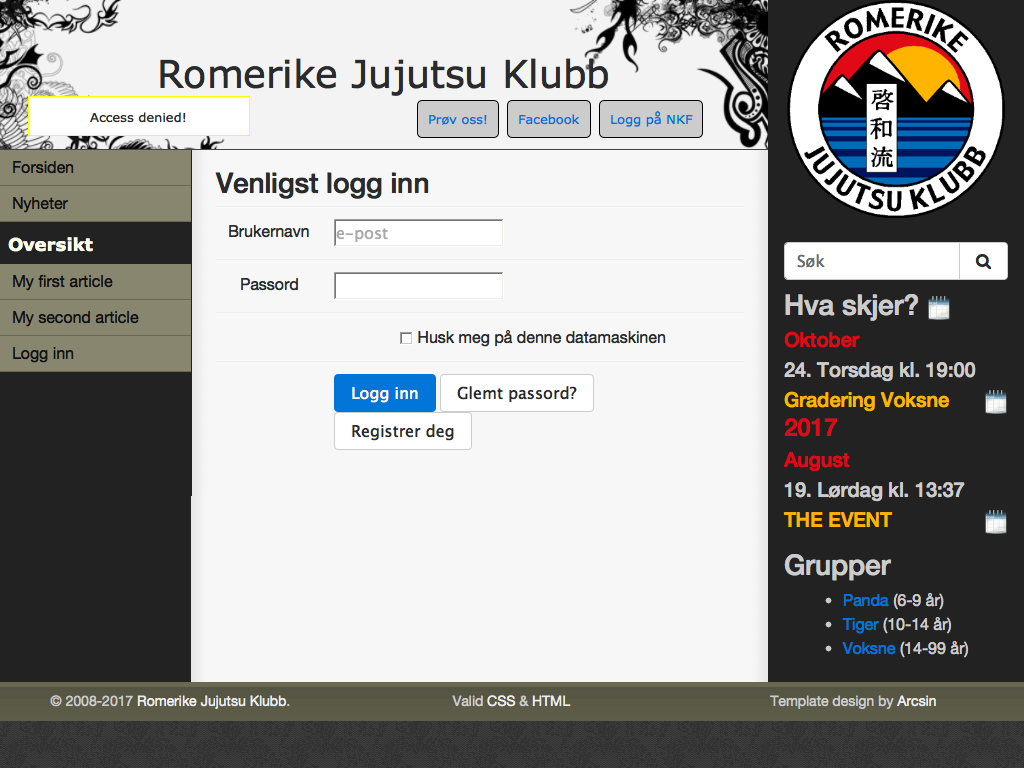 Romerike Jujutsu Klubb
Access denied!
Prøv oss!
Facebook
Logg på NKF
ROMERIKE
啓和流
JUJUTSU KLUBB
Forsiden
Nyheter
Oversikt
My first article
My second article
Logg inn
Venligst logg inn
Brukernavn
e-post
Passord
Husk meg på denne datamaskinen
Logg inn
Glemt passord?
Registrer deg
Søk
Hva skjer?
Oktober
24. Torsdag kl. 19:00
Gradering Voksne
2017
August
19. Lørdag kl. 13:37
THE EVENT
Grupper
Panda (6-9 år)
Tiger (10-14 år)
Voksne (14-99 år)
© 2008-2017 Romerike Jujutsu Klubb.
Valid CSS & HTML
Template design by Arcsin